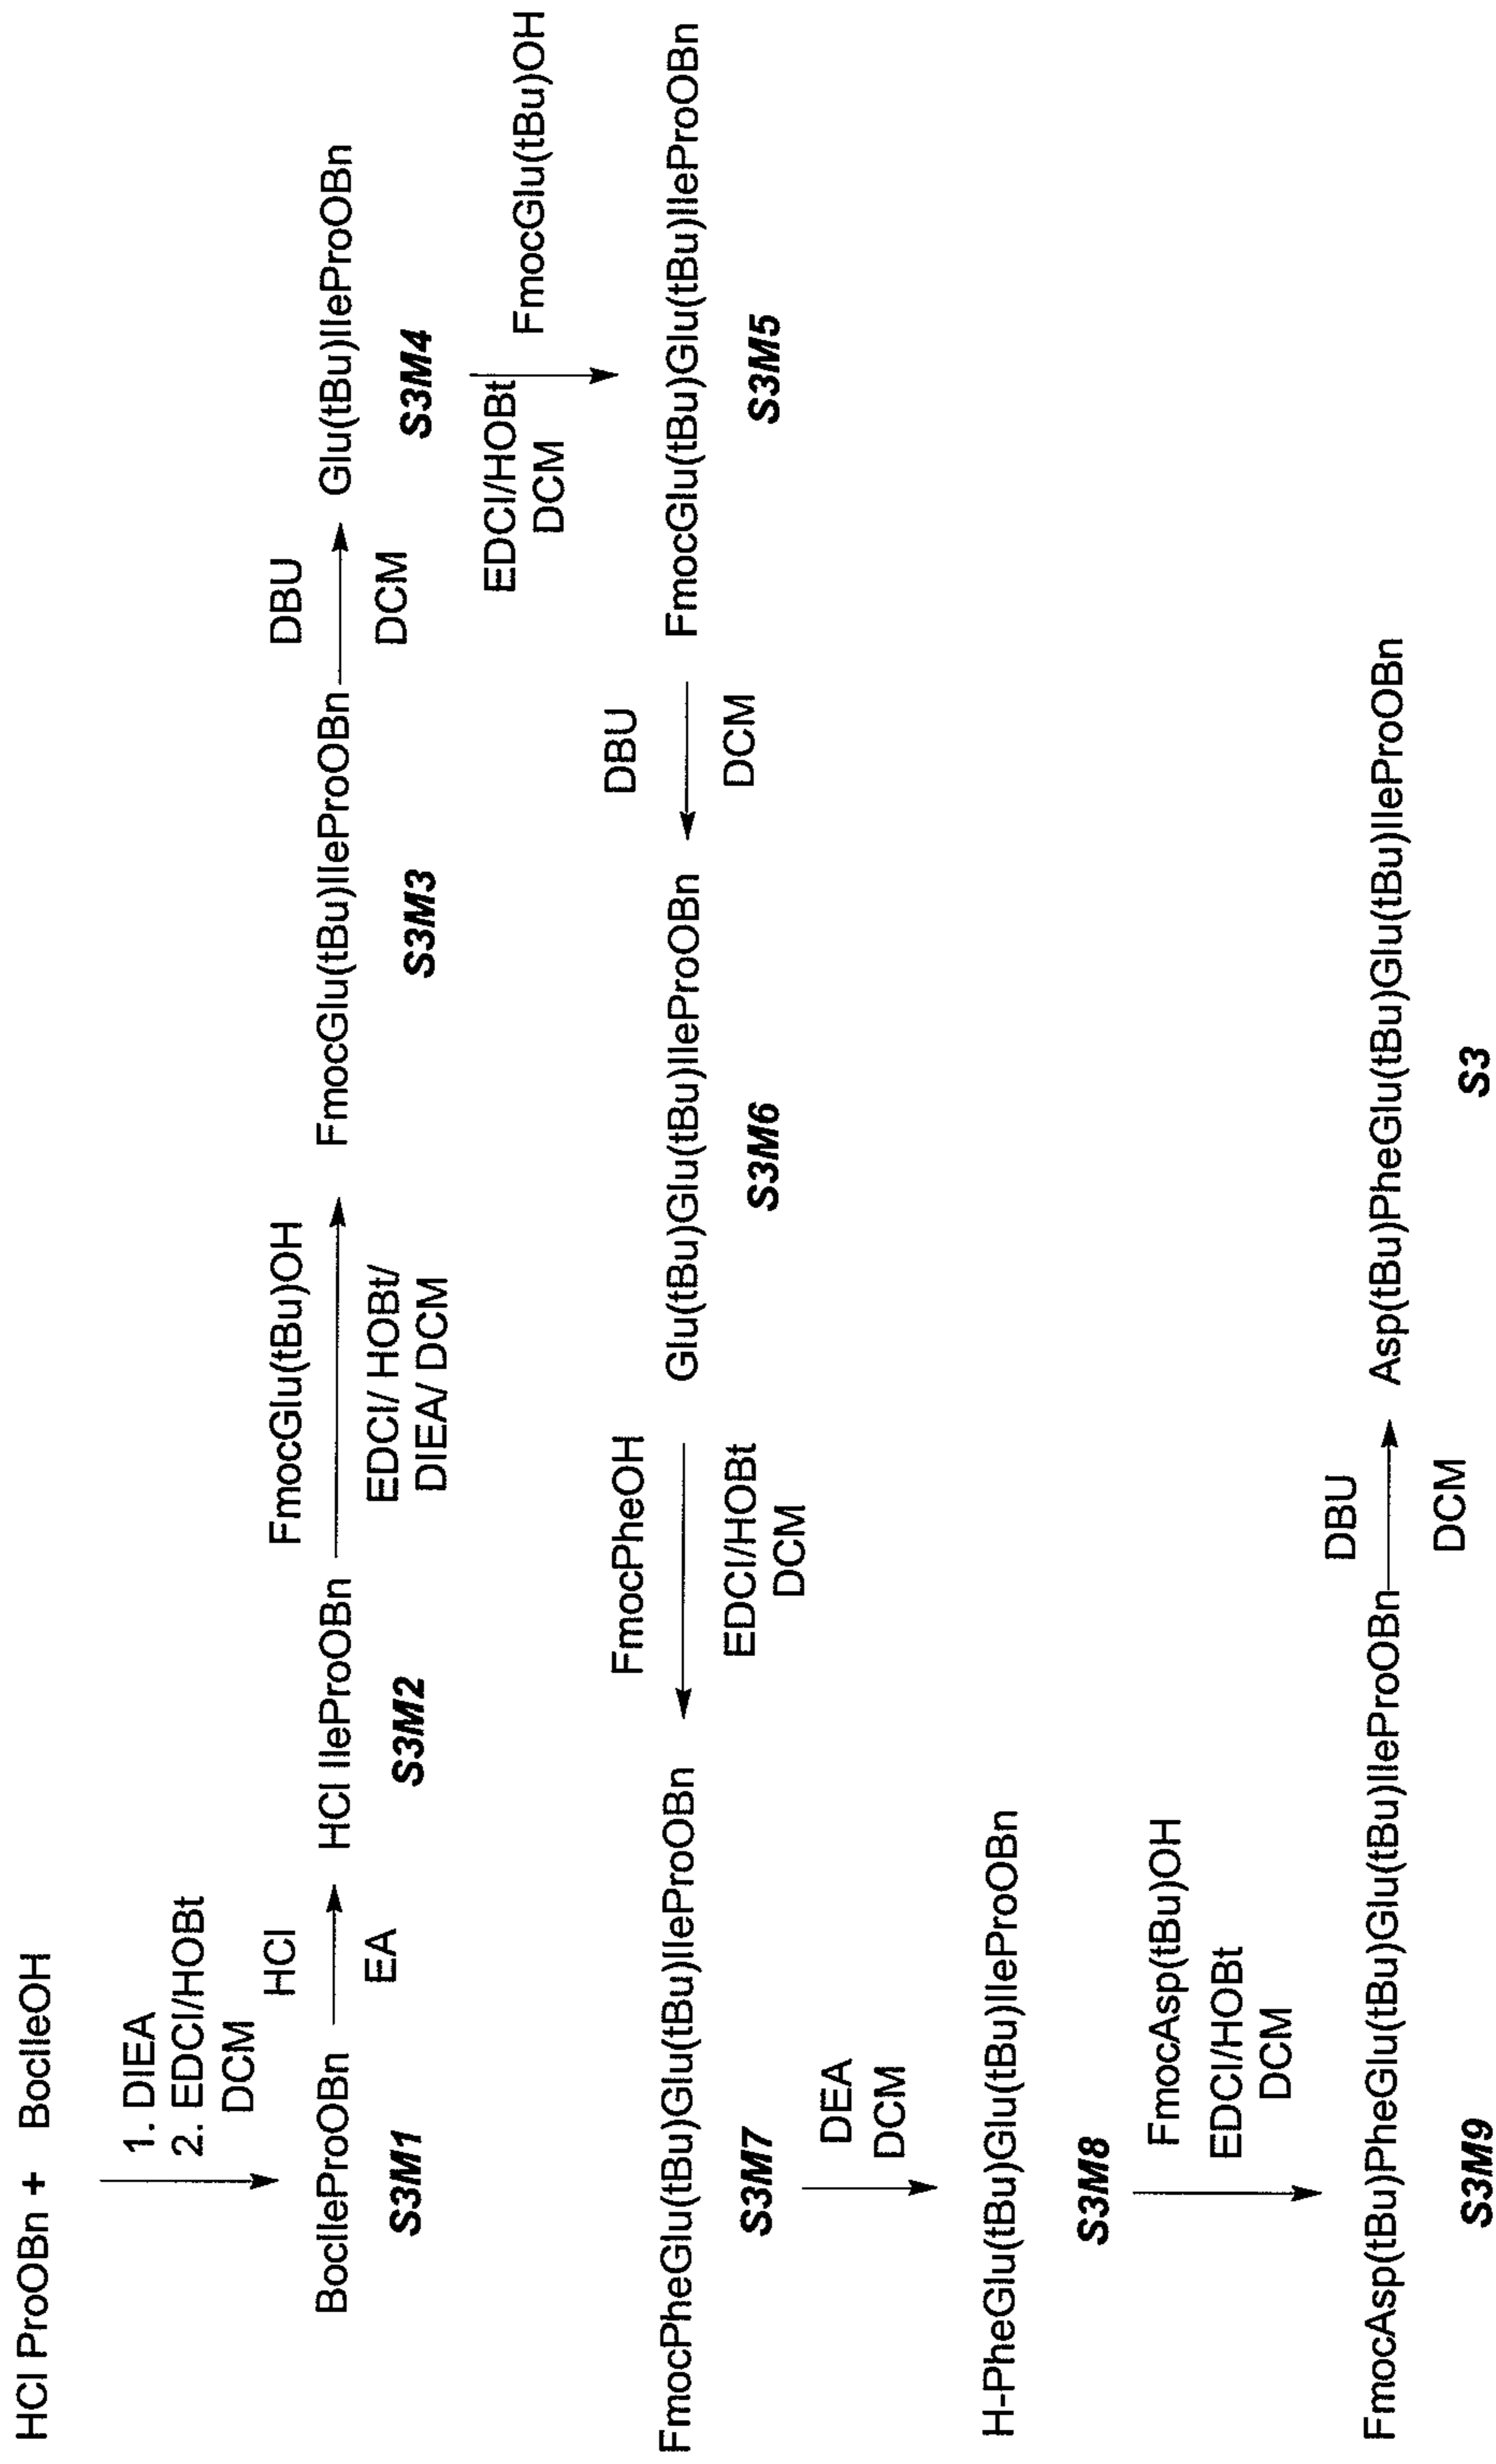 HCl ProOBn + BocIleOH
1. DIEA
2. EDCI/HOBt
DCM
BocIleProOBn
S3M1
HCl
EA
HCl IleProOBn
S3M2
FmocGlu(tBu)OH
EDCI/ HOBt/
DIEA/ DCM
FmocGlu(tBu)IleProOBn
S3M3
DBU
DCM
Glu(tBu)IleProOBn
S3M4
EDCI/HOBt
DCM
FmocGlu(tBu)OH
FmocGlu(tBu)Glu(tBu)IleProOBn
S3M5
DBU
DCM
Glu(tBu)Glu(tBu)IleProOBn
S3M6
FmocPheOH
EDCI/HOBt
DCM
FmocPheGlu(tBu)Glu(tBu)IleProOBn
S3M7
DEA
DCM
H-PheGlu(tBu)Glu(tBu)IleProOBn
S3M8
FmocAsp(tBu)OH
EDCI/HOBt
DCM
FmocAsp(tBu)PheGlu(tBu)Glu(tBu)IleProOBn
S3M9
DBU
DCM
Asp(tBu)PheGlu(tBu)Glu(tBu)IleProOBn
S3